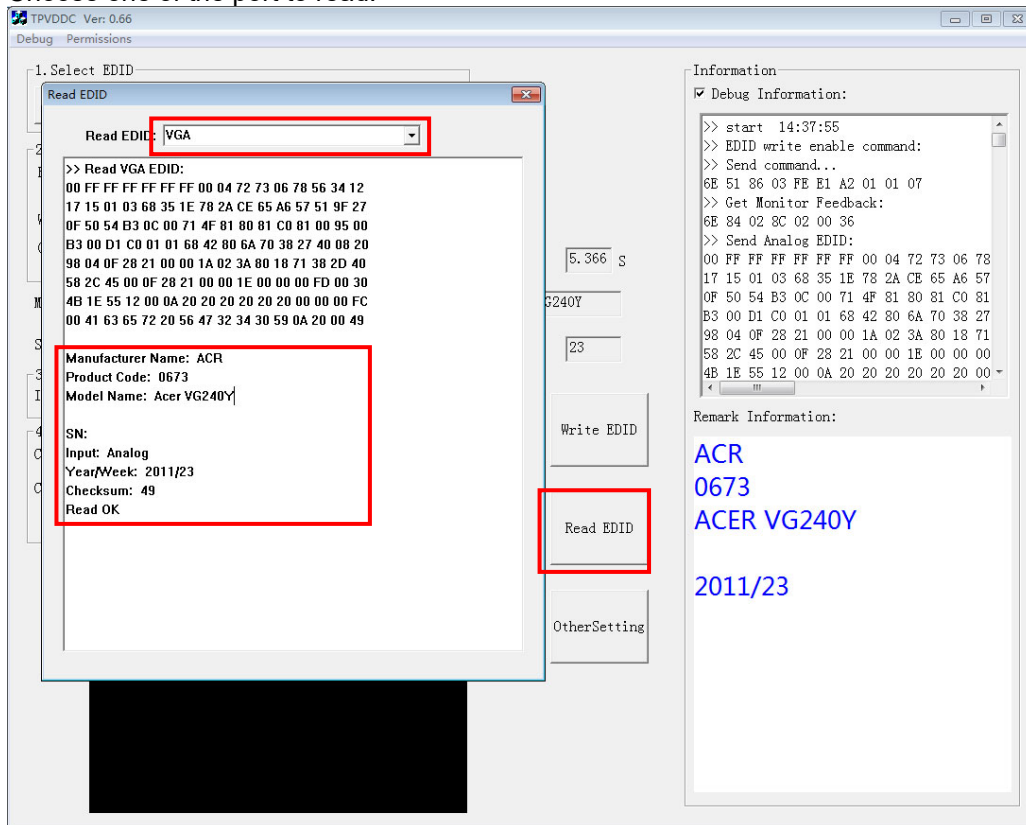 Choose one of the port to read.
TPVDDC Ver: 0.66
Debug Permissions
1. Select EDID
Read EDID
Read EDID: VGA
>> Read VGA EDID:
00 FF FF FF FF FF FF 00 04 72 73 06 78 56 34 12
17 15 01 03 68 35 1E 78 2A CE 65 A6 57 51 9F 27
0F 50 54 B3 0C 00 71 4F 81 80 81 C0 81 00 95 00
B3 00 D1 C0 01 01 68 42 80 6A 70 38 27 40 08 20
98 04 0F 28 21 00 00 1A 02 3A 80 18 71 38 2D 40
58 2C 45 00 0F 28 21 00 00 1E 00 00 00 FD 00 30
4B 1E 55 12 00 0A 20 20 20 20 20 20 00 00 00 FC
00 41 63 65 72 20 56 47 32 34 30 59 0A 20 00 49
Manufacturer Name: ACR
Product Code: 0673
Model Name: Acer VG240Y
SN:
Input: Analog
Year/Week: 2011/23
Checksum: 49
Read OK
2
M
S
3
I
4
C
C
5.366 S
G240Y
23
Write EDID
Read EDID
OtherSetting
Information
Debug Information:
>> start 14:37:55
>> EDID write enable command:
>> Send command...
6E 51 86 03 FE E1 A2 01 01 07
>> Get Monitor Feedback:
6E 84 02 8C 02 00 36
>> Send Analog EDID:
00 FF FF FF FF FF FF 00 04 72 73 06 78
17 15 01 03 68 35 1E 78 2A CE 65 A6 57
0F 50 54 B3 0C 00 71 4F 81 80 81 C0 81
B3 00 D1 C0 01 01 68 42 80 6A 70 38 27
98 04 0F 28 21 00 00 1A 02 3A 80 18 71
58 2C 45 00 0F 28 21 00 00 1E 00 00 00
4B 1E 55 12 00 0A 20 20 20 20 20 20 00
Remark Information:
ACR
0673
ACER VG240Y
2011/23